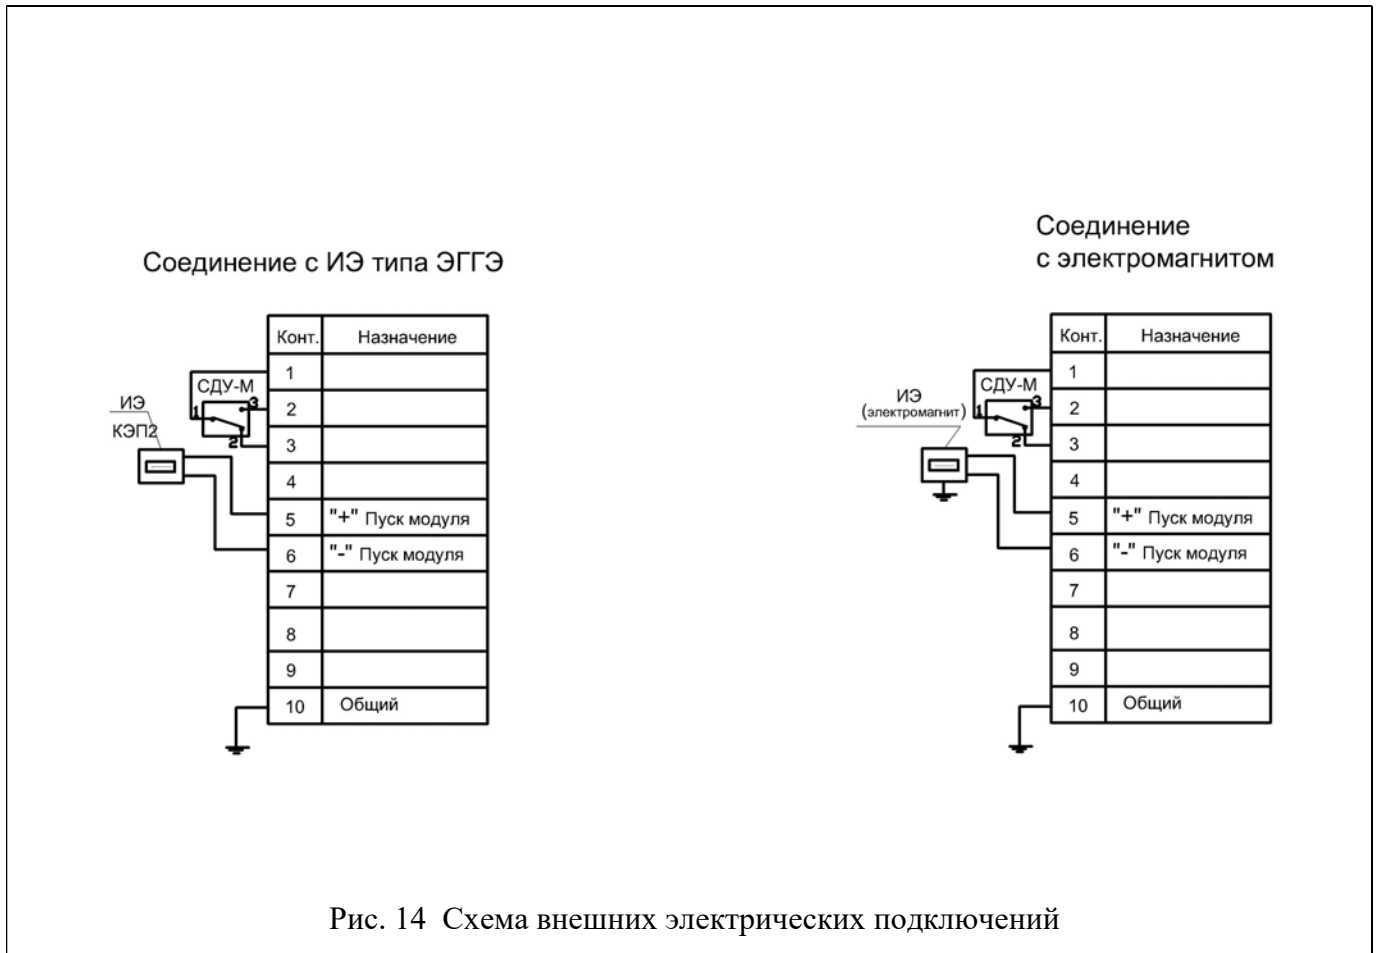 Соединение с ИЭ типа ЭГГЭ
Конт. Назначение
1
СДУ-М
1 3
2
2
3
ИЭ
КЭП2
4
5 "+" Пуск модуля
6 "-" Пуск модуля
7
8
9
10 Общий
Соединение
с электромагнитом
Конт. Назначение
1
СДУ-М
1 3
2
2
3
ИЭ
(электромагнит)
4
5 "+" Пуск модуля
6 "-" Пуск модуля
7
8
9
10 Общий
Рис. 14 Схема внешних электрических подключений